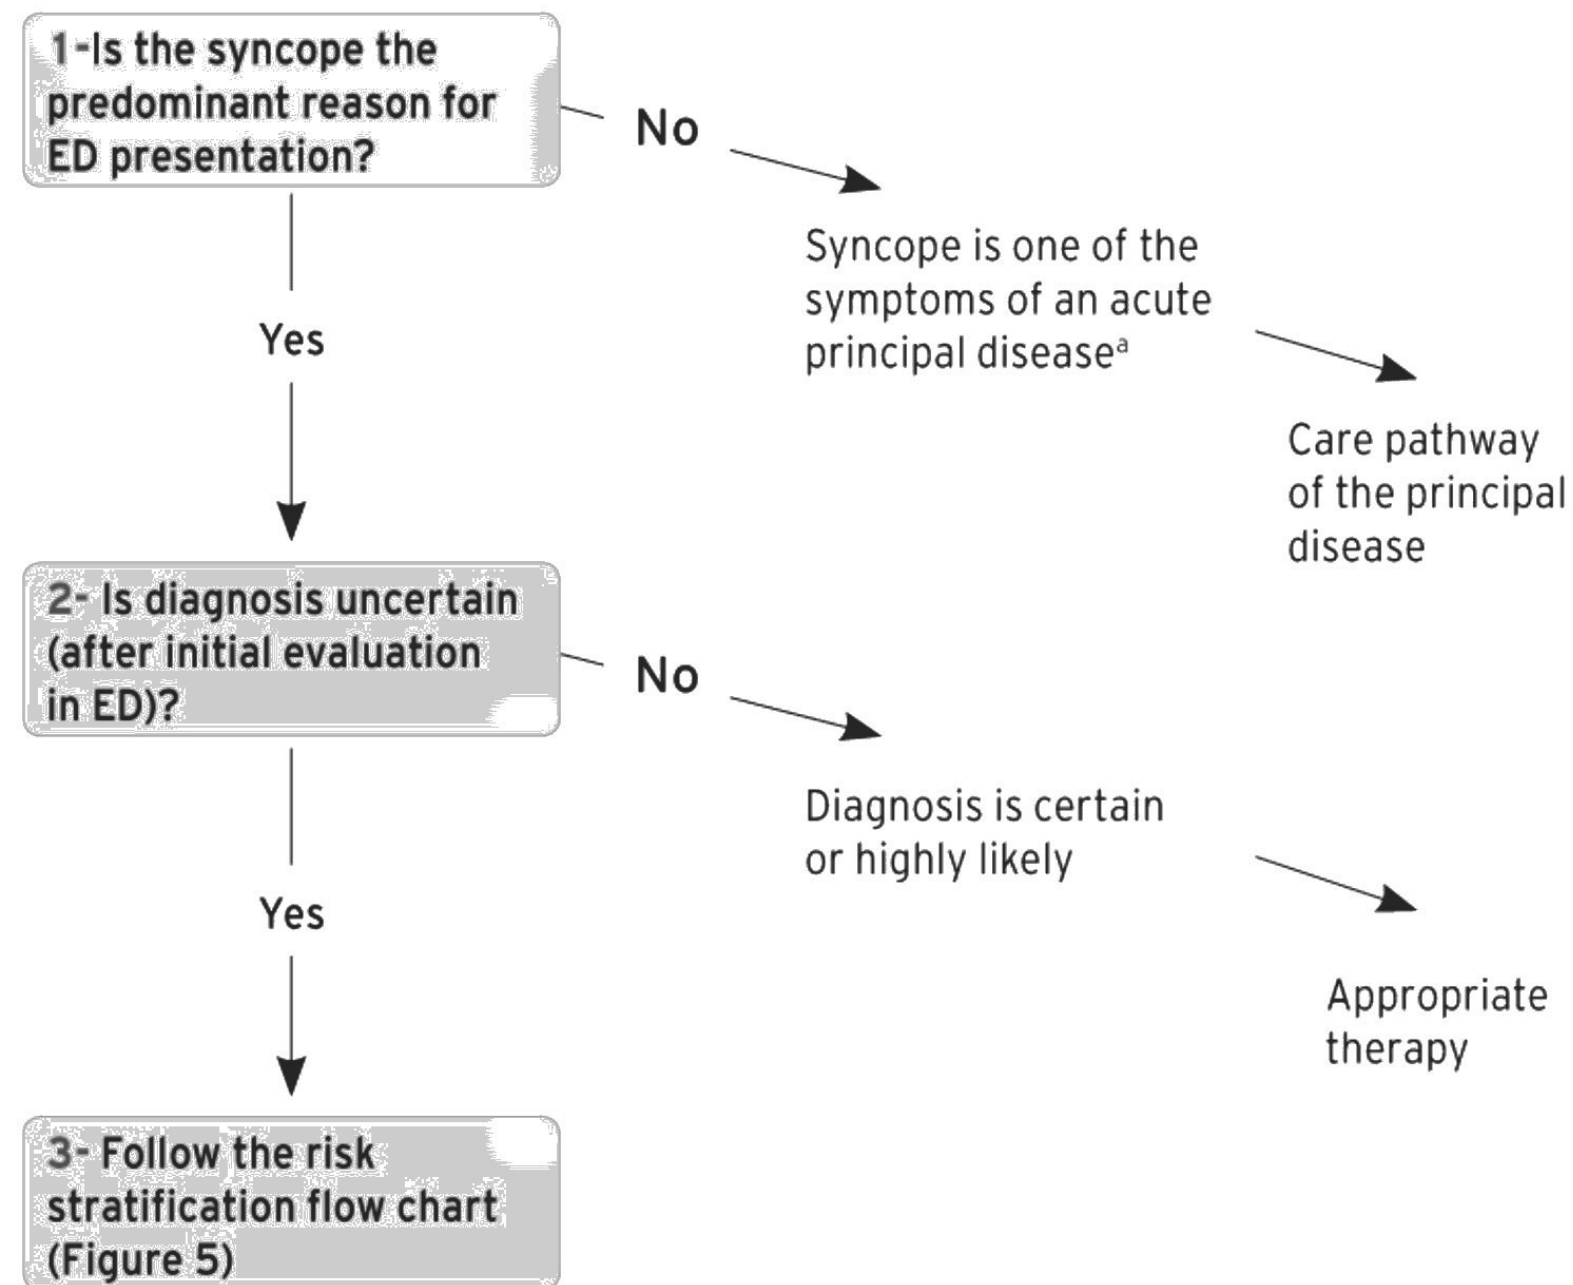 1-Is the syncope the
predominant reason for
ED presentation?
No
Syncope is one of the
symptoms of an acute
principal diseaseª
Care pathway
of the principal
disease
Yes
2- Is diagnosis uncertain
(after initial evaluation
in ED)?
No
Diagnosis is certain
or highly likely
Appropriate
therapy
Yes
3- Follow the risk
stratification flow chart
(Figure 5)